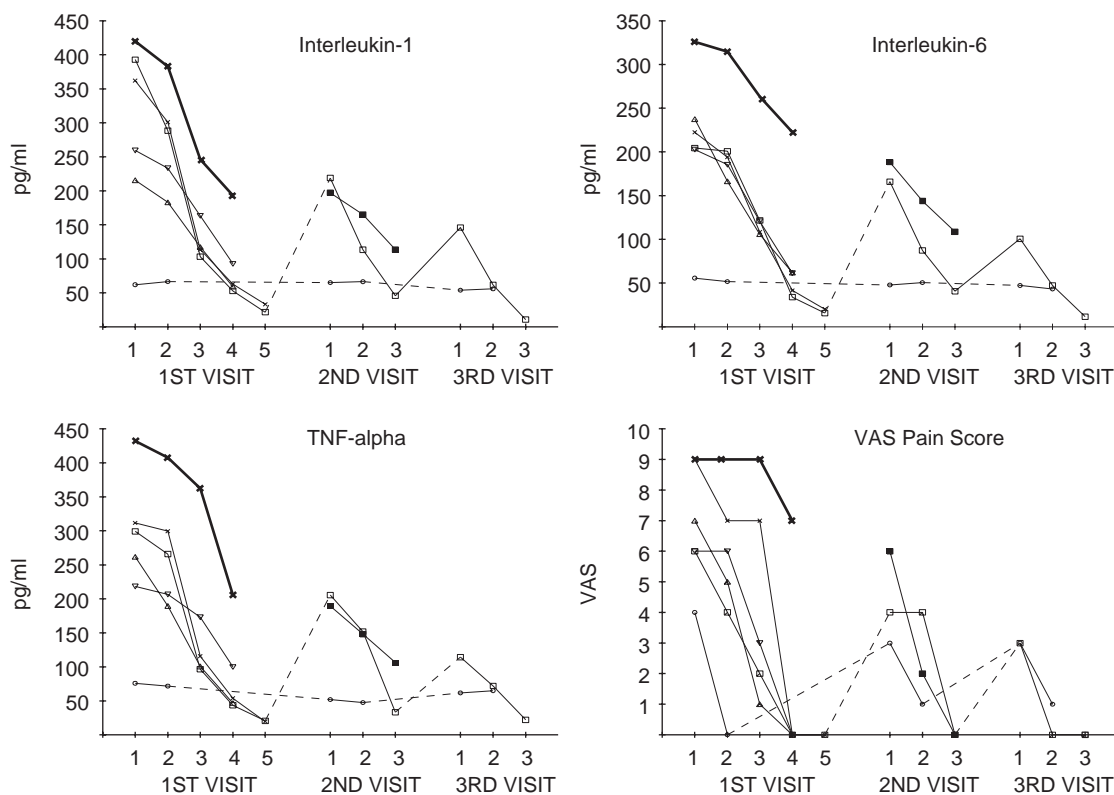 Interleukin-1
pg/ml
450
400
350
300
250
200
150
100
50
1 2 3 4 5 1 2 3 1 2 3
1ST VISIT 2ND VISIT 3RD VISIT
Interleukin-6
pg/ml
350
300
250
200
150
100
50
1 2 3 4 5 1 2 3 1 2 3
1ST VISIT 2ND VISIT 3RD VISIT
TNF-alpha
pg/ml
450
400
350
300
250
200
150
100
50
1 2 3 4 5 1 2 3 1 2 3
1ST VISIT 2ND VISIT 3RD VISIT
VAS Pain Score
VAS
10
9
8
7
6
5
4
3
2
1
1 2 3 4 5 1 2 3 1 2 3
1ST VISIT 2ND VISIT 3RD VISIT